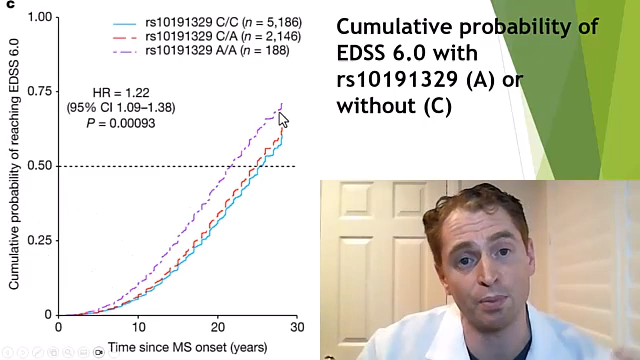 c
rs10191329 C/C (n = 5,186)
rs10191329 C/A (n = 2,146)
rs10191329 A/A (n = 188)
Cumulative probability of
EDSS 6.0 with
rs10191329 (A) or
without (C)
Cumulative probability of reaching EDSS 6.0
1.00
0.75
0.50
0.25
0
HR = 1.22
(95% CI 1.09–1.38)
P = 0.00093
0
10
20
30
Time since MS onset (years)